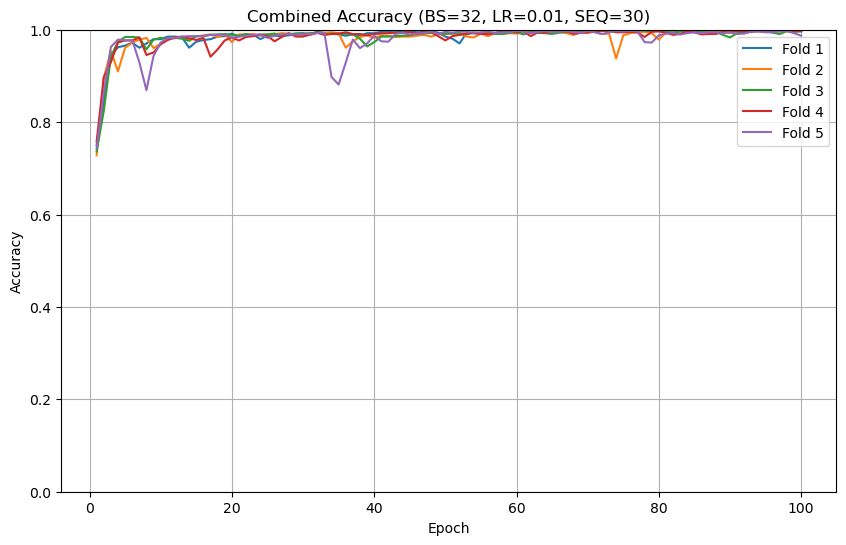 Combined Accuracy (BS=32, LR=0.01, SEQ=30)
1.0
0.8
0.6
0.4
0.2
0.0
Accuracy
Fold 1
Fold 2
Fold 3
Fold 4
Fold 5
0 20 40 60 80 100
Epoch